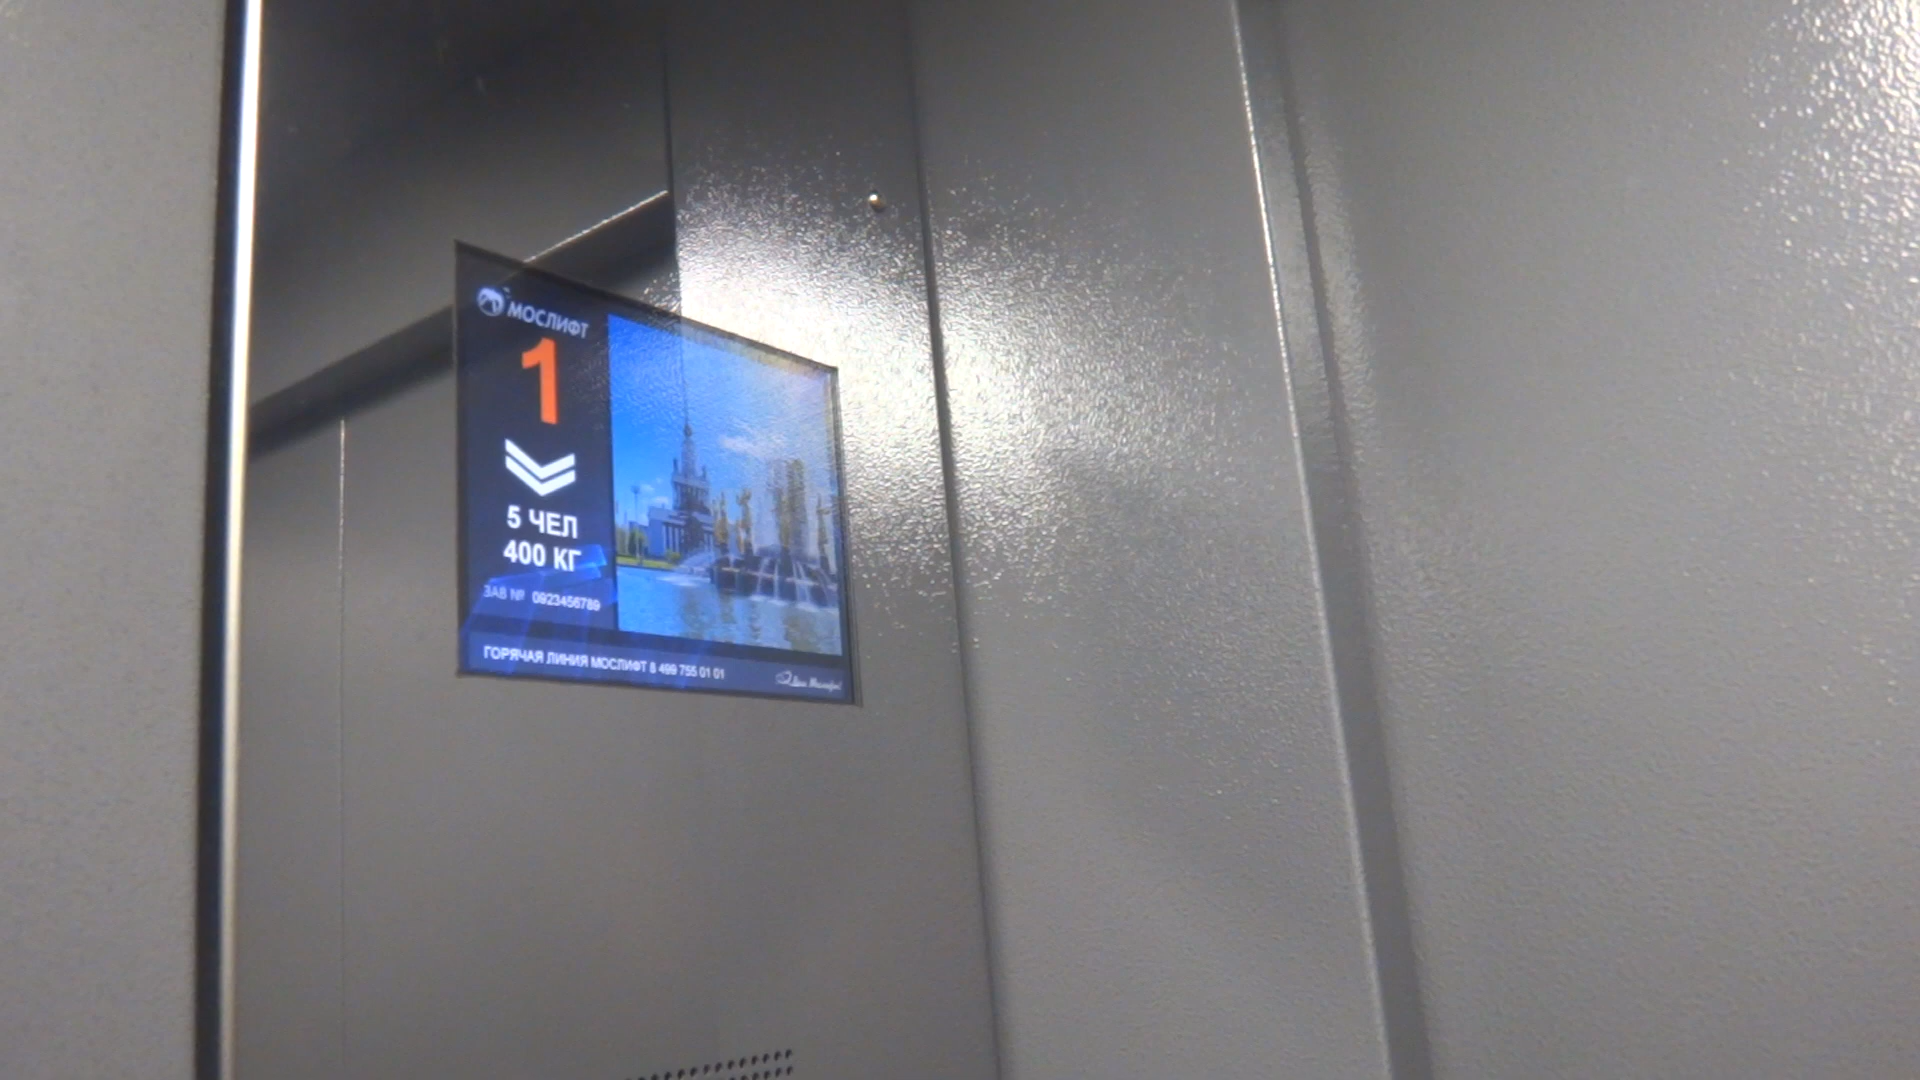 МОСЛИФТ
1
5 ЧЕЛ
400 КГ
ЗАВ № 0923456789
ГОРЯЧАЯ ЛИНИЯ МОСЛИФТ 8 499 755 01 01